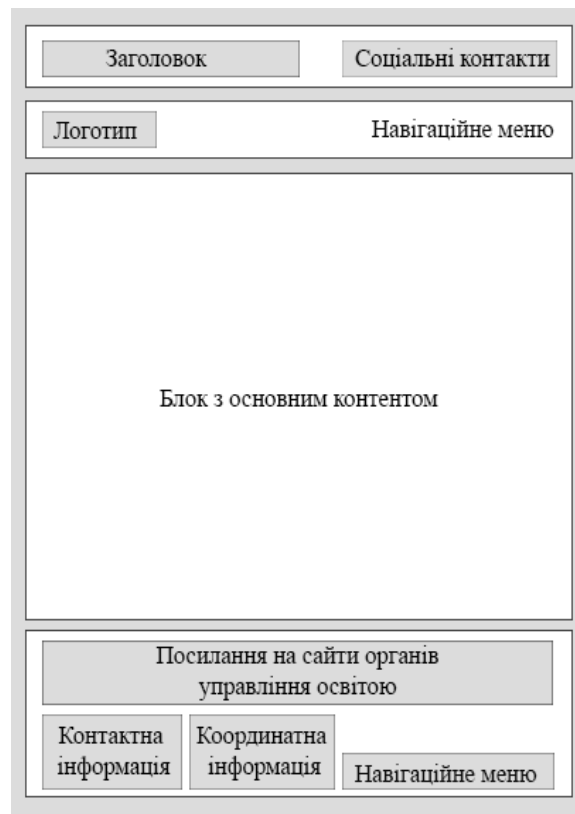 Заголовок
Соціальні контакти
Логотип
Навігаційне меню
Блок з основним контентом
Посилання на сайти органів
управління освітою
Контактна
інформація
Координатна
інформація
Навігаційне меню